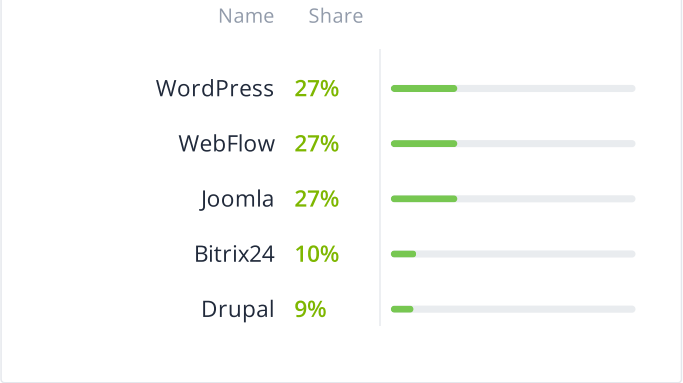 Name Share
WordPress 27%
WebFlow 27%
Joomla 27%
Bitrix24 10%
Drupal 9%